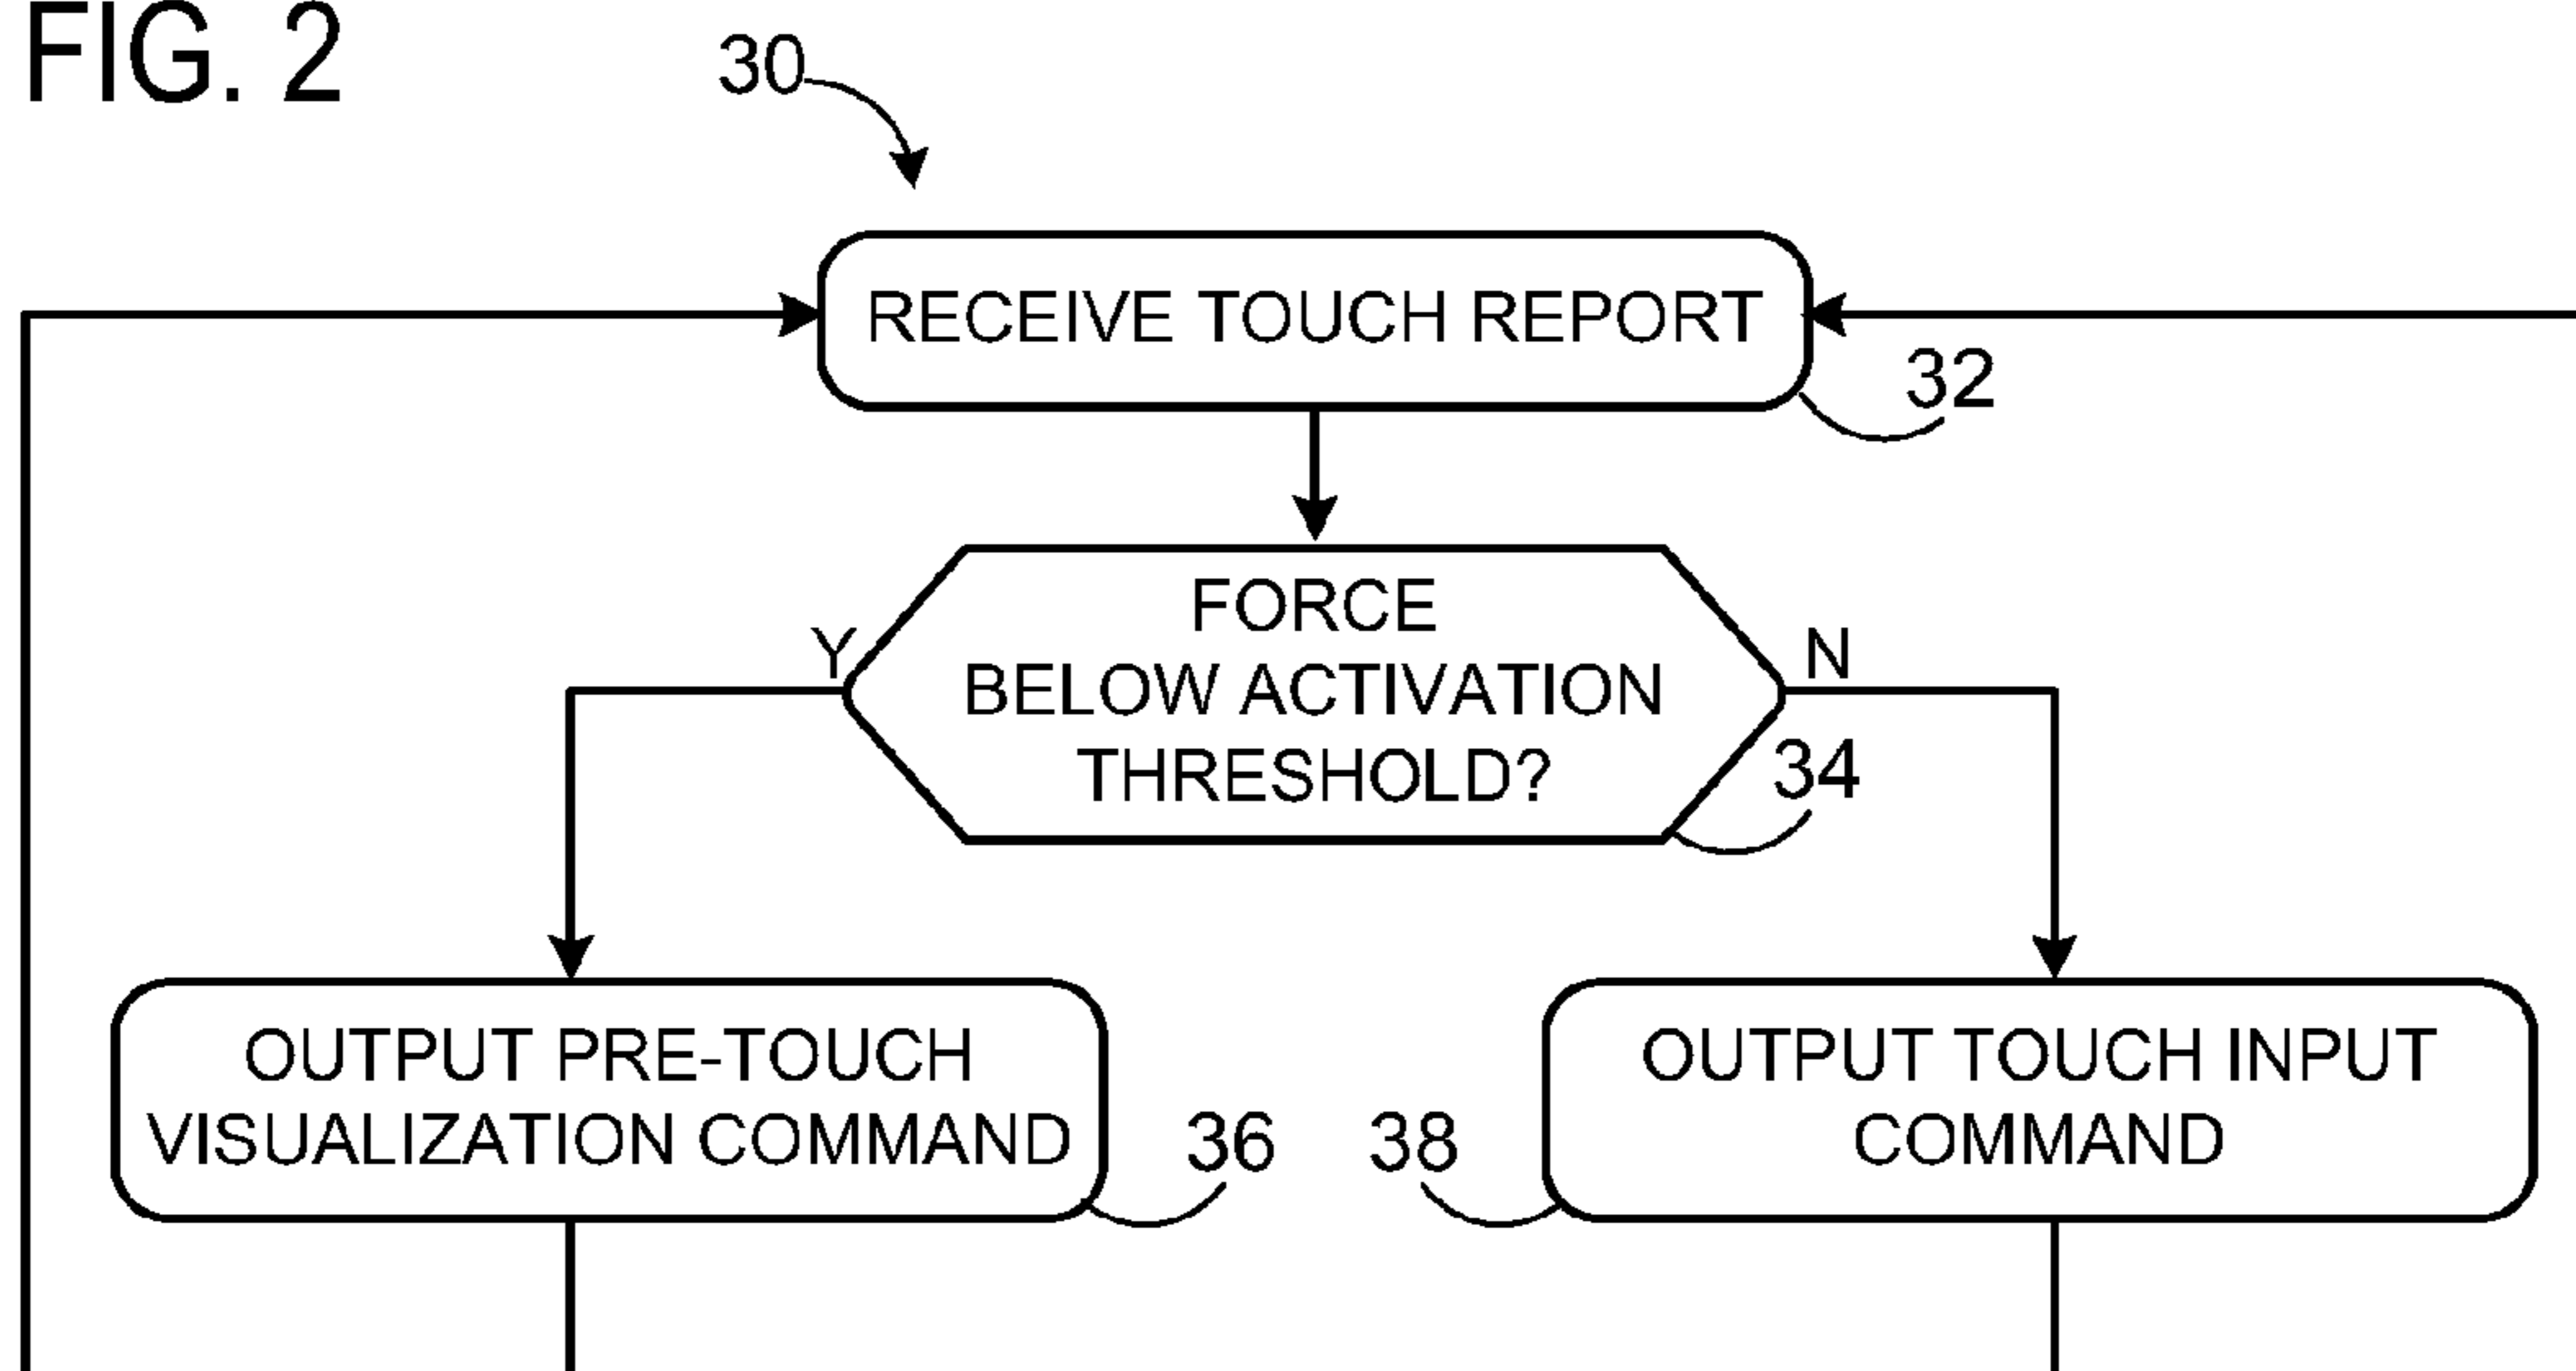 FIG. 2
30
RECEIVE TOUCH REPORT
32
FORCE
BELOW ACTIVATION
THRESHOLD?
Y
N
34
OUTPUT PRE-TOUCH
VISUALIZATION COMMAND
36
38
OUTPUT TOUCH INPUT
COMMAND